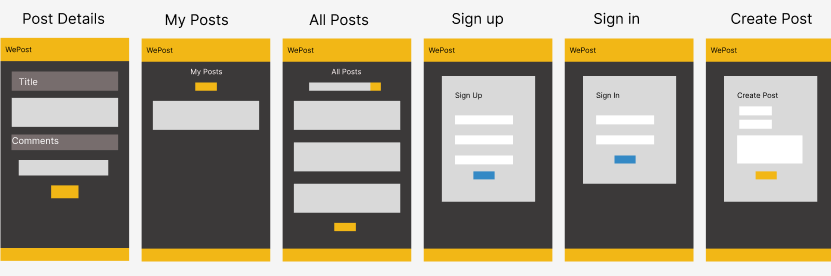 Post Details
My Posts
All Posts
Sign up
Sign in
Create Post
WePost
Title
Comments
WePost
My Posts
WePost
All Posts
WePost
Sign Up
WePost
Sign In
WePost
Create Post